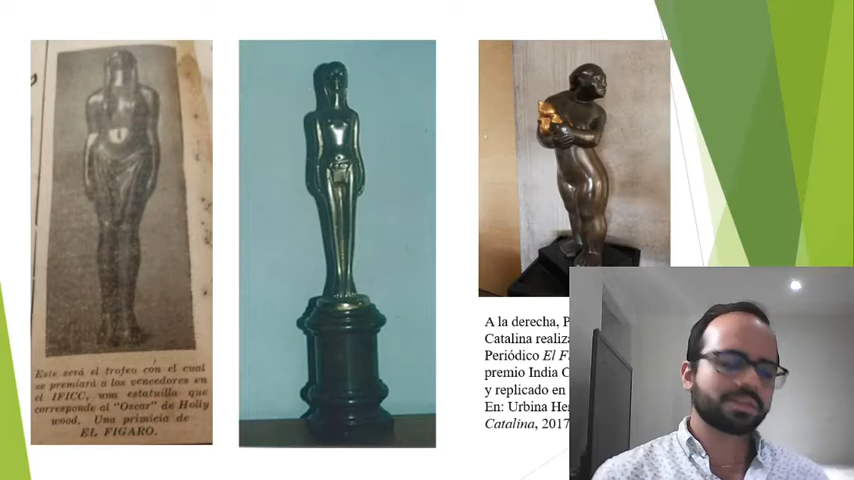 Este será el trofeo con el cual
se premiará a los vencedores en
el IFICC, una estatuilla que
corresponde al "Oscar" de Holly
wood. Una primicia de
EL FIGARO.
A la derecha, P
Catalina realiza
Periódico El F
premio India C
y replicado en
En: Urbina He
Catalina, 2017